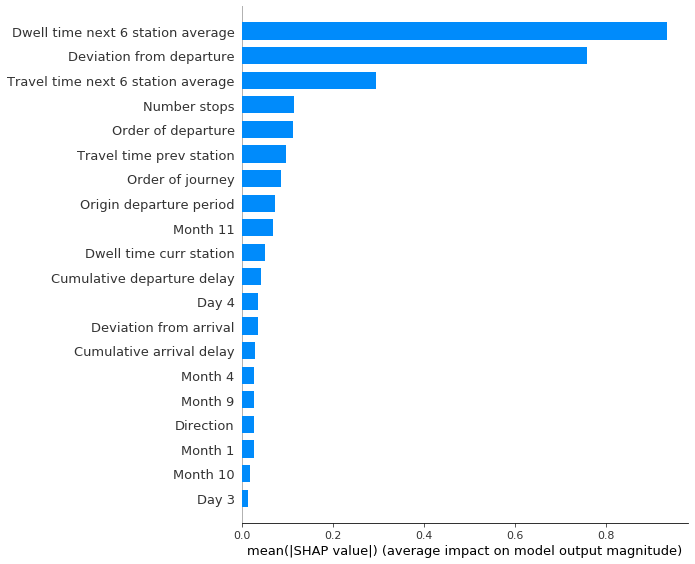 Dwell time next 6 station average
Deviation from departure
Travel time next 6 station average
Number stops
Order of departure
Travel time prev station
Order of journey
Origin departure period
Month 11
Dwell time curr station
Cumulative departure delay
Day 4
Deviation from arrival
Cumulative arrival delay
Month 4
Month 9
Direction
Month 1
Month 10
Day 3
0.0 0.2 0.4 0.6 0.8
mean(|SHAP value|) (average impact on model output magnitude)